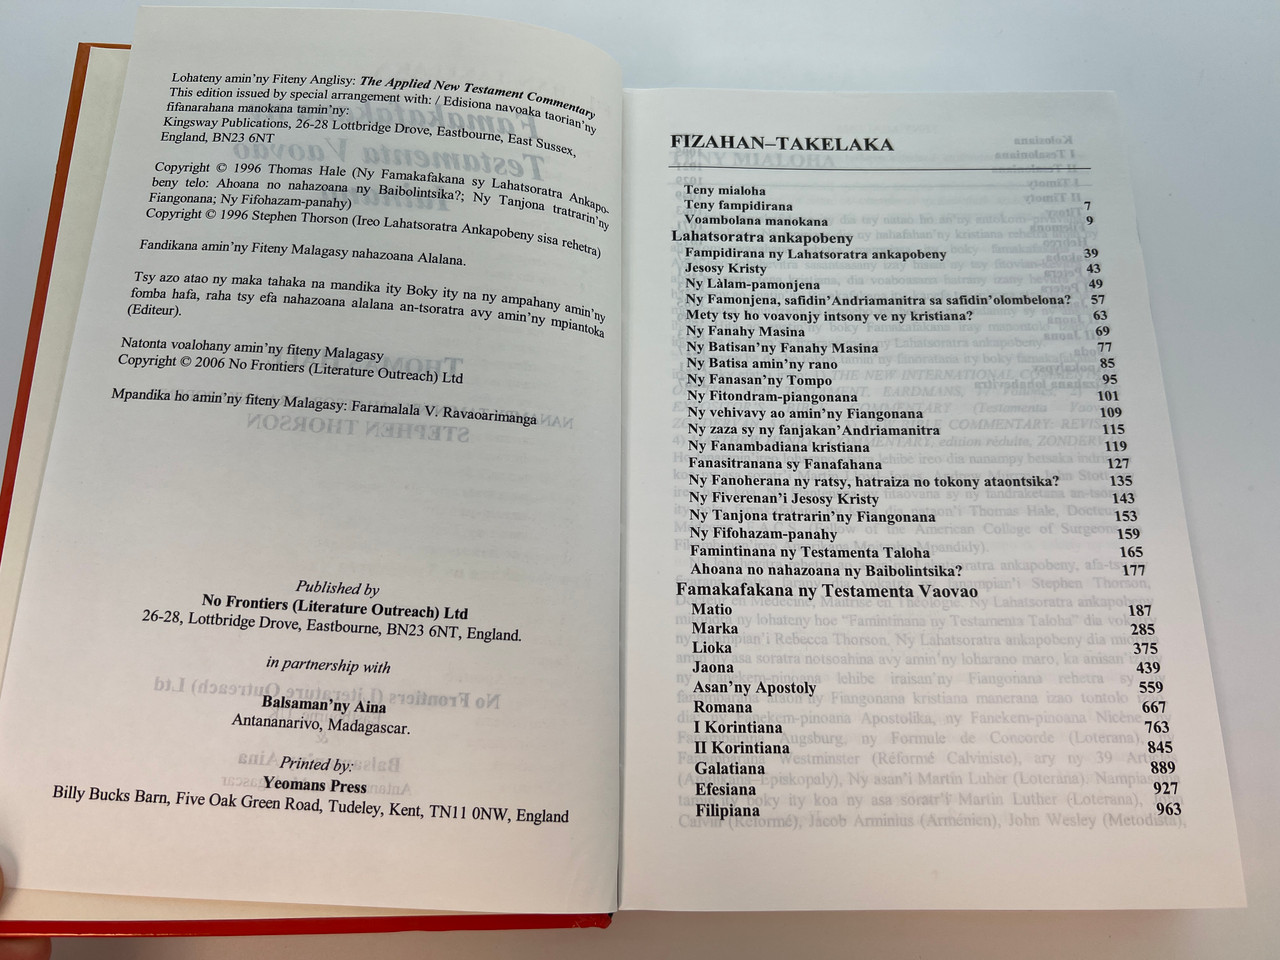 Lohateny amin'ny Fiteny Anglisy: The Applied New Testament Commentary
This edition issued by special arrangement with: / Edisiona navoaka taorian'ny
fifanarahana manokana tamin'ny:
Kingsway Publications, 26-28 Lottbridge Drove, Eastbourne, East Sussex,
England, BN23 6NT
Copyright © 1996 Thomas Hale (Ny Famakafakana sy Lahatsoratra Ankapo-
beny telo: Ahoana no nahazoana ny Baibolintsika?; Ny Tanjona tratrarin'ny
Fiangonana; Ny Fifohazam-panahy)
Copyright © 1996 Stephen Thorson (Ireo Lahatsoratra Ankapobeny sisa rehetra)
Fandikana amin'ny Fiteny Malagasy nahazoana Alalana.
Tsy azo atao ny maka tahaka na mandika ity Boky ity na ny ampahany amin'ny
fomba hafa, raha tsy efa nahazoana alalana an-tsoratra avy amin'ny mpiantoka
(Editeur).
Natonta voalohany amin'ny fiteny Malagasy
Copyright © 2006 No Frontiers (Literature Outreach) Ltd
Mpandika ho amin'ny fiteny Malagasy: Faramalala V. Ravaoarimanga
Published by
No Frontiers (Literature Outreach) Ltd
26-28, Lottbridge Drove, Eastbourne, BN23 6NT, England.
in partnership with
Balsaman'ny Aina
Antananarivo, Madagascar.
Printed by:
Yeomans Press
Billy Bucks Barn, Five Oak Green Road, Tudeley, Kent, TN11 0NW, England
FIZAHAN–TAKELAKA
Teny mialoha
Teny fampidirana 7
Voambolana manokana 9
Lahatsoratra ankapobeny
Fampidirana ny Lahatsoratra ankapobeny 39
Jesosy Kristy 43
Ny Làlam-pamonjena 49
Ny Famonjena, safidin'Andriamanitra sa safidin'olombelona? 57
Mety tsy ho voavonjy intsony ve ny kristiana? 63
Ny Fanahy Masina 69
Ny Batisan'ny Fanahy Masina 77
Ny Batisa amin'ny rano 85
Ny Fanasan'ny Tompo 95
Ny Fitondram-piangonana 101
Ny vehivavy ao amin'ny Fiangonana 109
Ny zaza sy ny fanjakan'Andriamanitra 115
Ny Fanambadiana kristiana 119
Fanasitranana sy Fanafahana 127
Ny Fanoherana ny ratsy, hatraiza no tokony ataontsika? 135
Ny Fiverenan'i Jesosy Kristy 143
Ny Tanjona tratrarin'ny Fiangonana 153
Ny Fifohazam-panahy 159
Famintinana ny Testamenta Taloha 165
Ahoana no nahazoana ny Baibolintsika? 177
Famakafakana ny Testamenta Vaovao
Matio 187
Marka 285
Lioka 375
Jaona 439
Asan'ny Apostoly 559
Romana 667
I Korintiana 763
II Korintiana 845
Galatiana 889
Efesiana 927
Filipiana 963